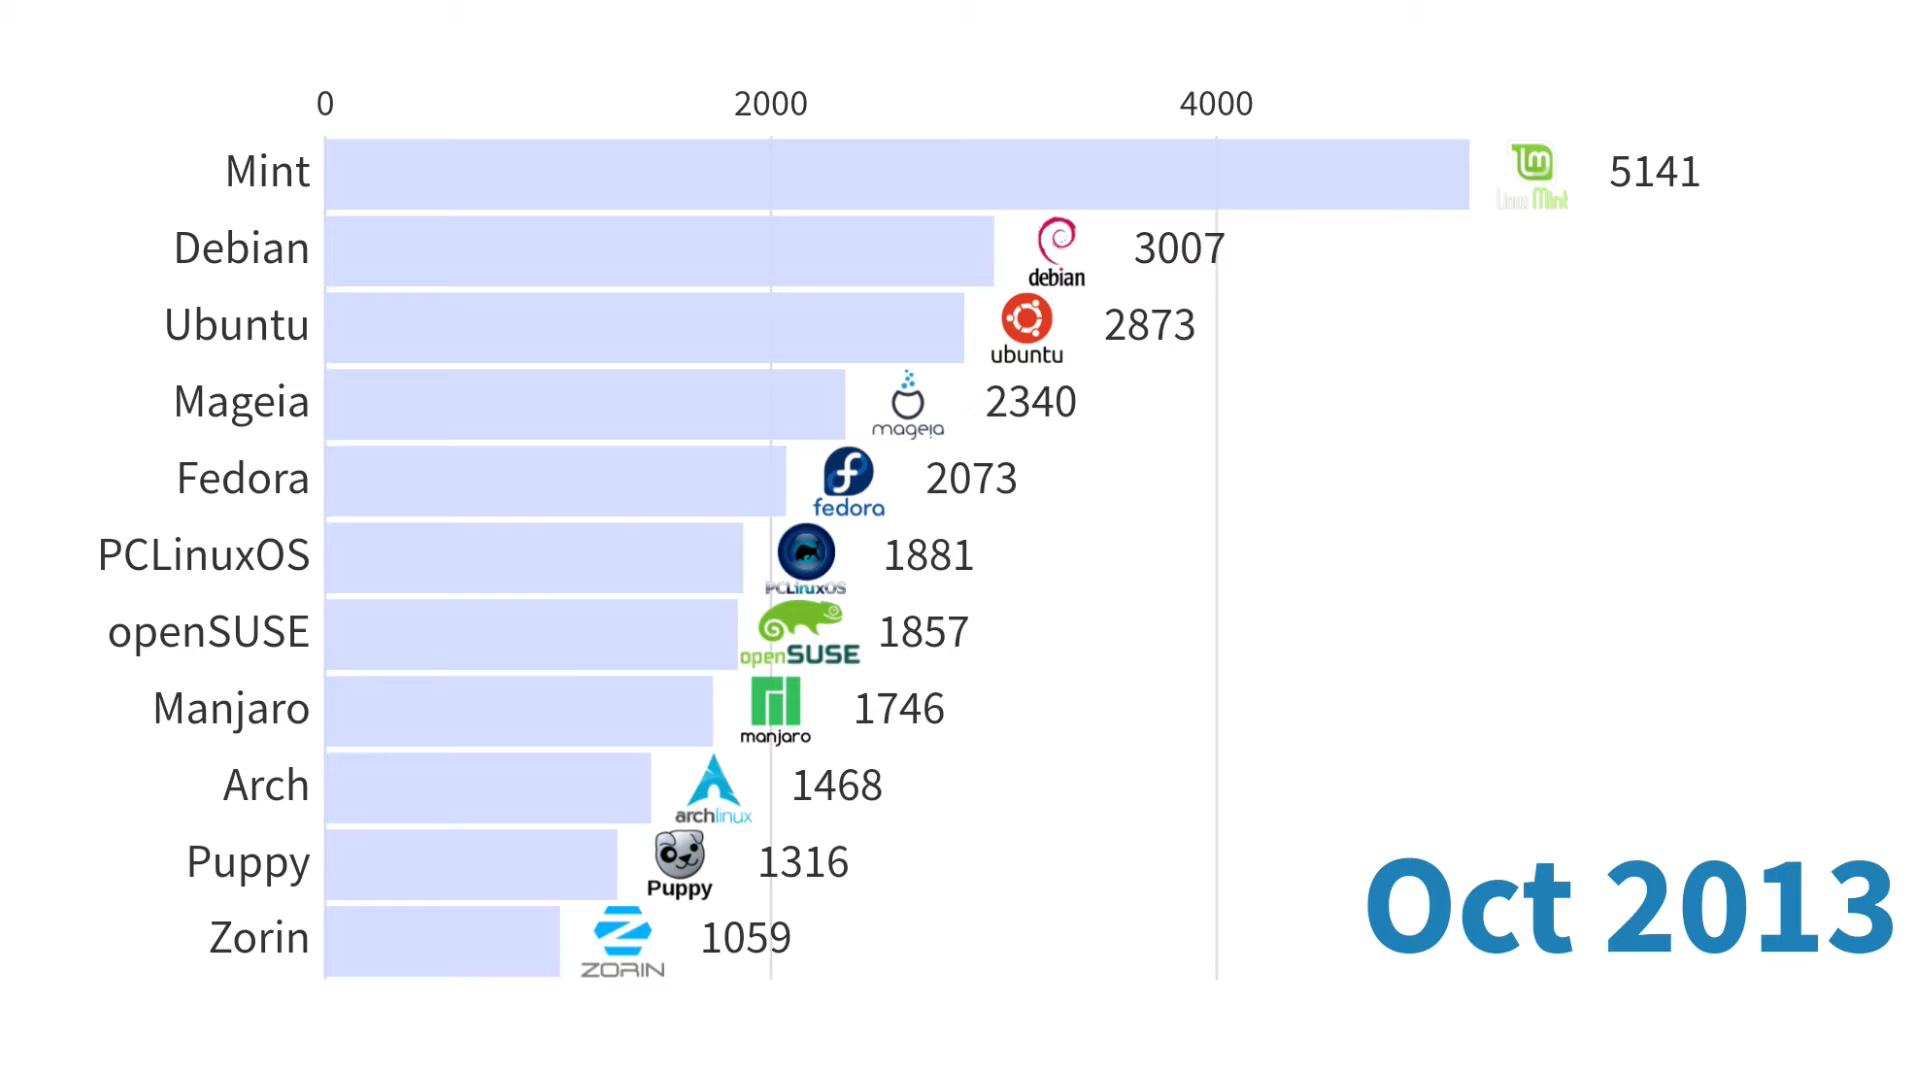 0 2000 4000
Mint Linux Mint 5141
Debian debian 3007
Ubuntu ubuntu 2873
Mageia mageia 2340
Fedora fedora 2073
PCLinuxOS PCLinuxOS 1881
openSUSE openSUSE 1857
Manjaro manjaro 1746
Arch archlinux 1468
Puppy Puppy 1316
Zorin ZORIN 1059
Oct 2013